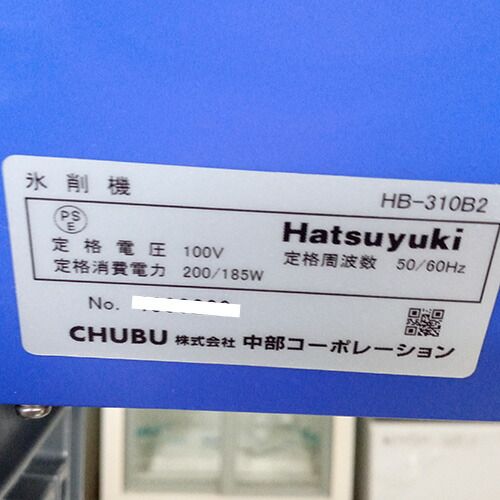 氷削機 HB-310B2
PS
E
Hatsuyuki
定格電圧 100V
定格消費電力 200/185W 定格周波数 50/60Hz
No.
CHUBU 株式会社 中部コーポレーション